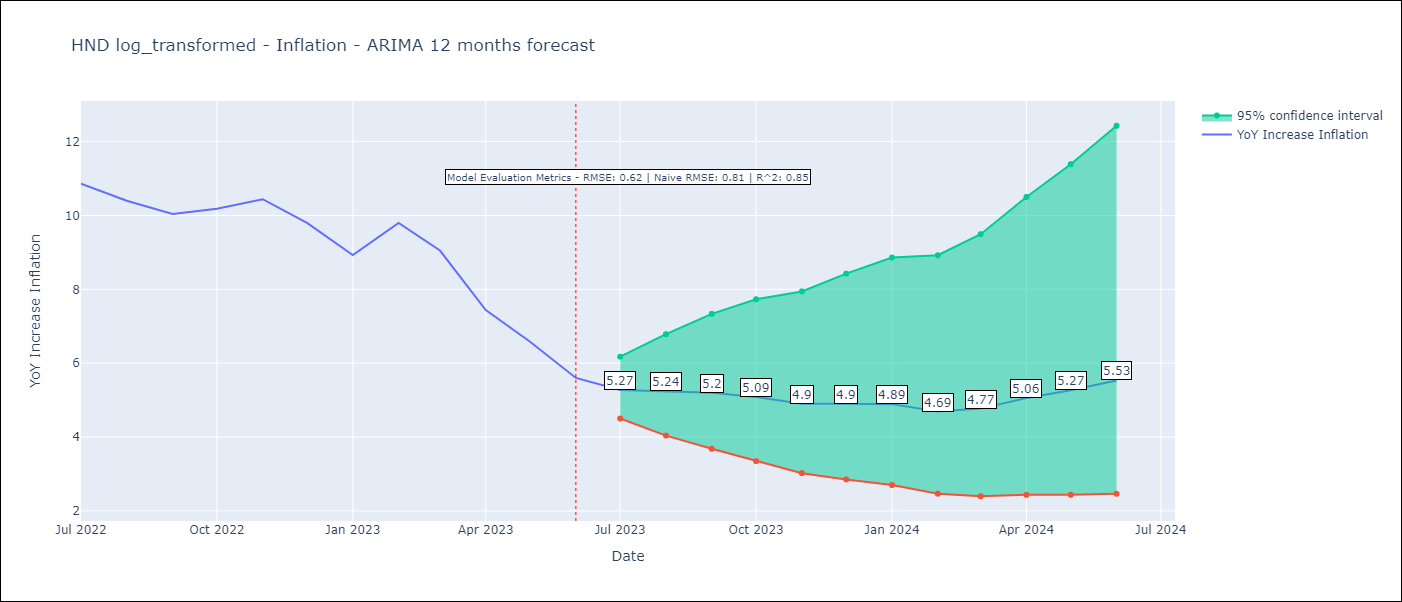 HND log_transformed - Inflation - ARIMA 12 months forecast
95% confidence interval
YoY Increase Inflation
Model Evaluation Metrics - RMSE: 0.62 | Naive RMSE: 0.81 | R^2: 0.85
YoY Increase Inflation
12
10
8
6
4
2
5.27
5.24
5.2
5.09
4.9
4.9
4.89
4.69
4.77
5.06
5.27
5.53
Jul 2022
Oct 2022
Jan 2023
Apr 2023
Jul 2023
Oct 2023
Jan 2024
Apr 2024
Jul 2024
Date